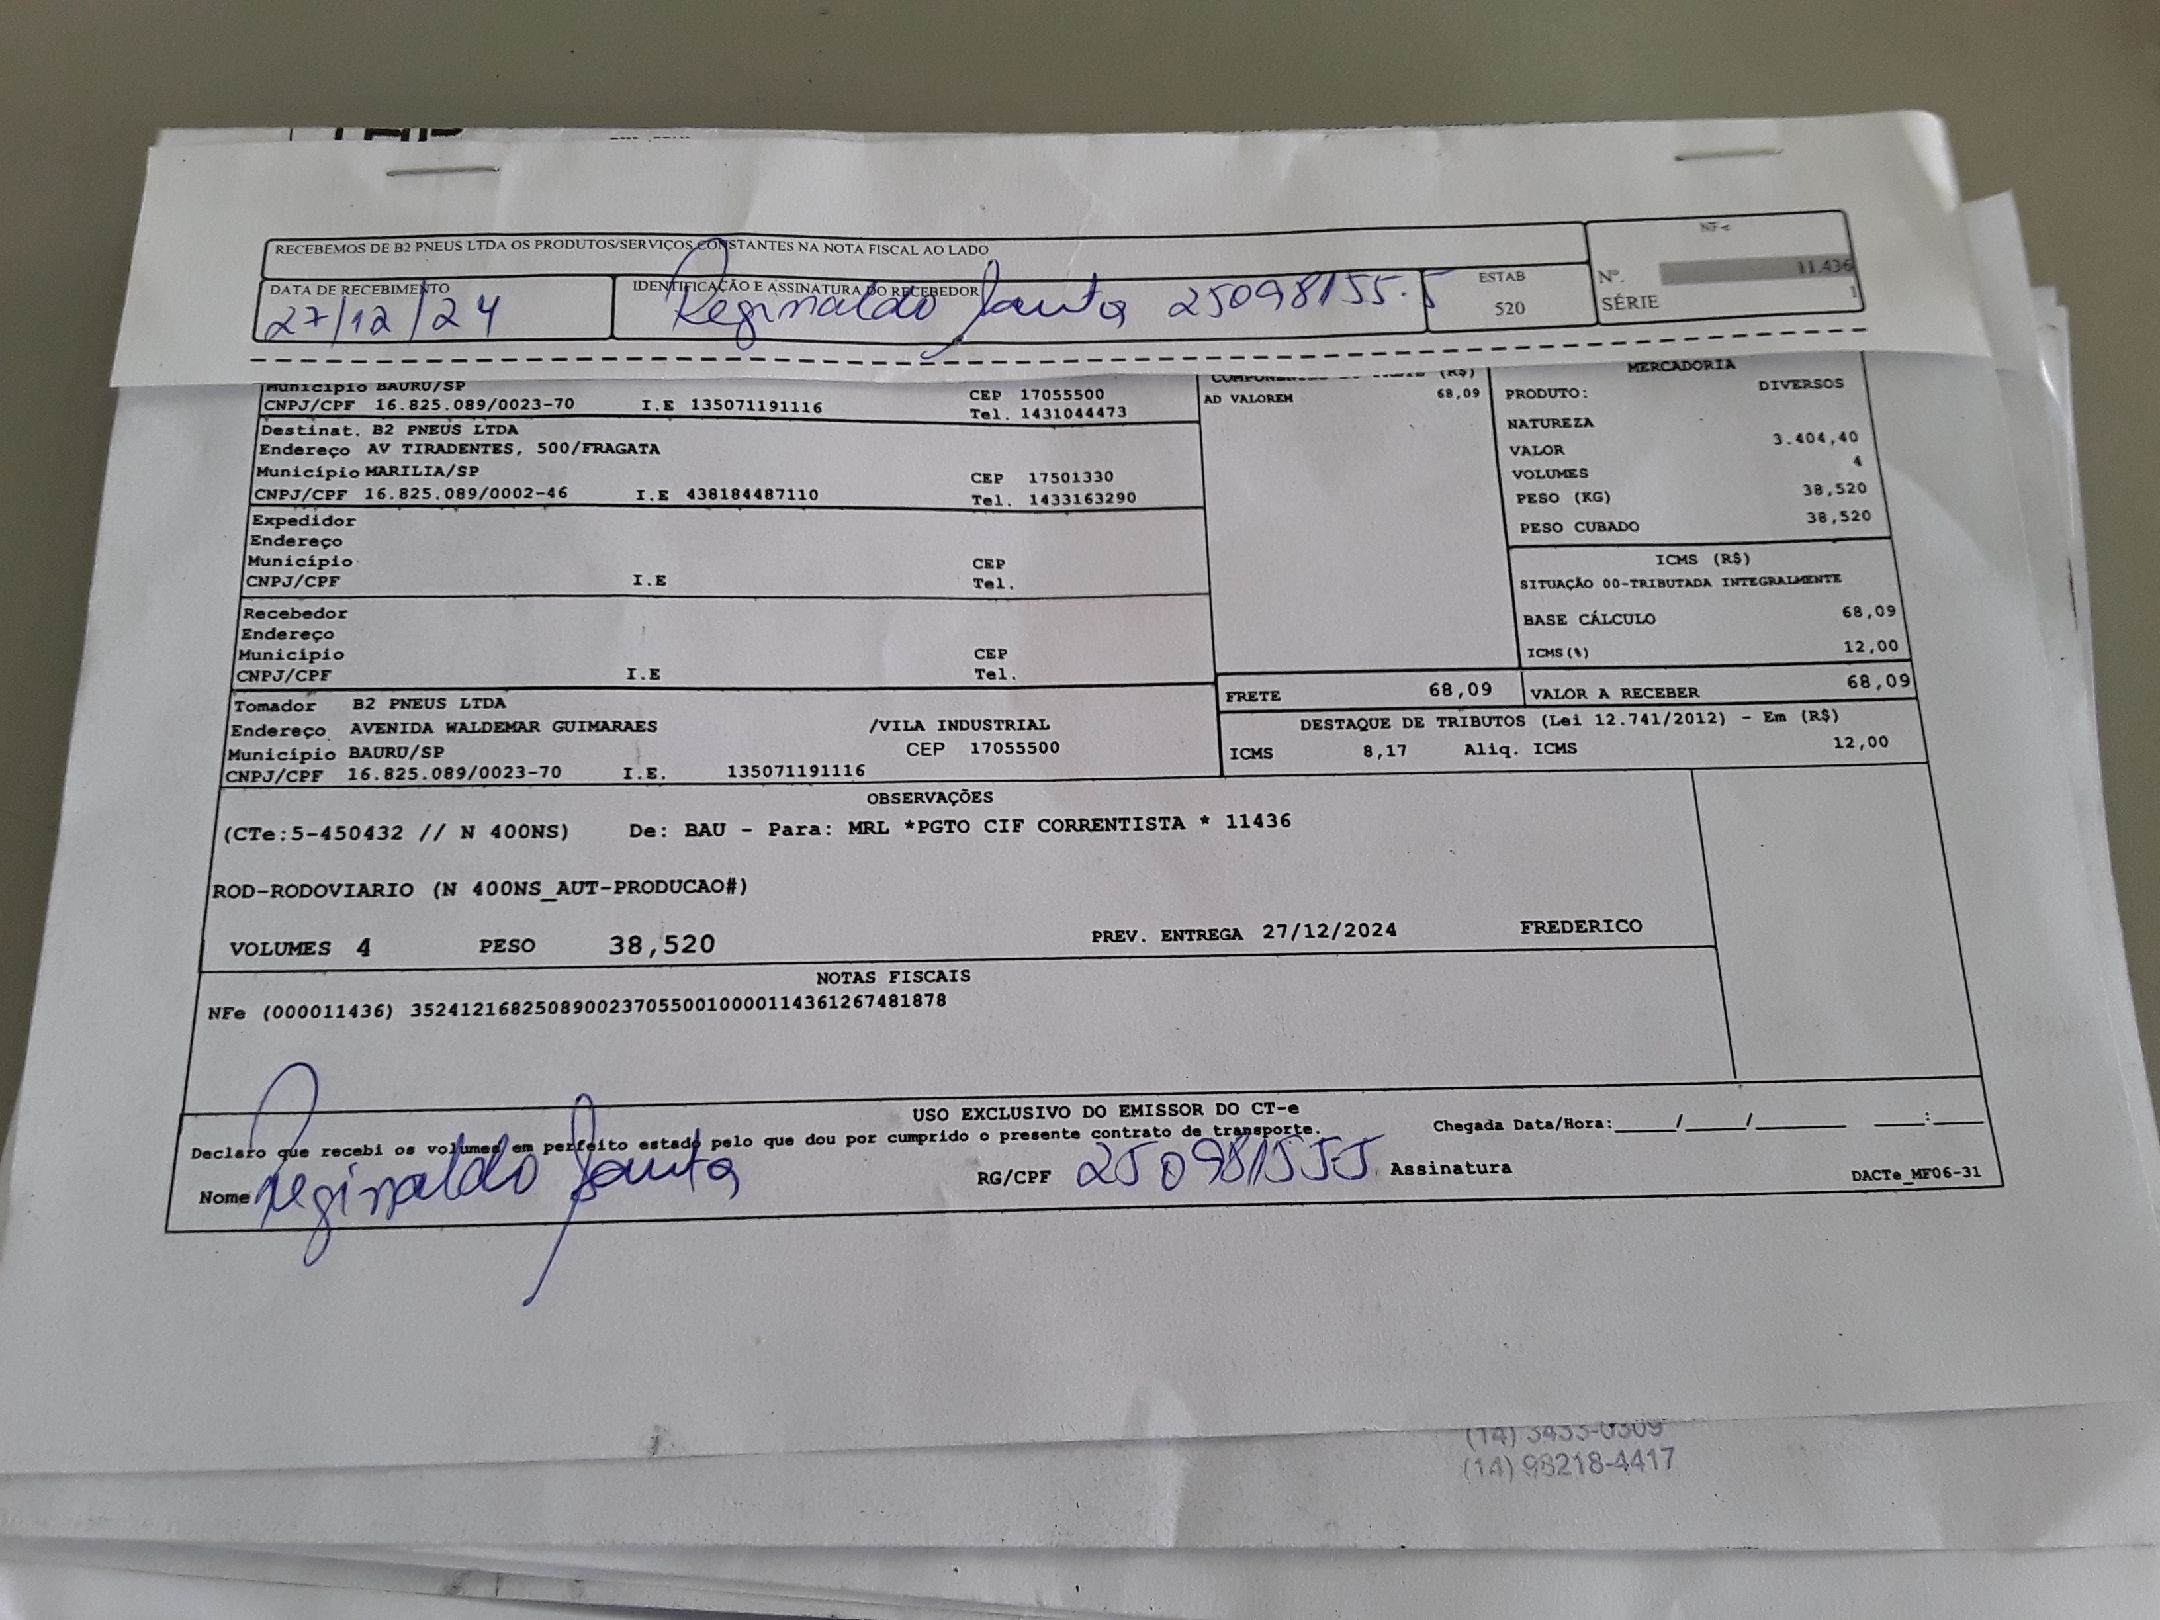 RECEBEMOS DE B2 PNEUS LTDA OS PRODUTOS/SERVIÇOS CONSTANTES NA NOTA FISCAL AO LADO
NF-e
Nº. 11.436
SÉRIE 1
DATA DE RECEBIMENTO
27/12/24
IDENTIFICAÇÃO E ASSINATURA DO RECEBEDOR
Reginaldo Santa 25098155-5
ESTAB
520
Município BAURU/SP CEP 17055500
CNPJ/CPF 16.825.089/0023-70 I.E 135071191116 Tel. 1431044473
Destinat. B2 PNEUS LTDA
Endereço AV TIRADENTES, 500/FRAGATA
Município MARILIA/SP CEP 17501330
CNPJ/CPF 16.825.089/0002-46 I.E 438184487110 Tel. 1433163290
Expedidor
Endereço
Município CEP
CNPJ/CPF I.E Tel.
Recebedor
Endereço
Município CEP
CNPJ/CPF I.E Tel.
Tomador B2 PNEUS LTDA
Endereço AVENIDA WALDEMAR GUIMARAES /VILA INDUSTRIAL
Município BAURU/SP CEP 17055500
CNPJ/CPF 16.825.089/0023-70 I.E. 135071191116
(R$)
AD VALOREM 68,09
MERCADORIA
PRODUTO: DIVERSOS
NATUREZA
VALOR 3.404,40
VOLUMES 4
PESO (KG) 38,520
PESO CUBADO 38,520
ICMS (R$)
SITUAÇÃO 00-TRIBUTADA INTEGRALMENTE
BASE CÁLCULO 68,09
ICMS(%) 12,00
FRETE 68,09 VALOR A RECEBER 68,09
DESTAQUE DE TRIBUTOS (Lei 12.741/2012) - Em (R$)
ICMS 8,17 Aliq. ICMS 12,00
OBSERVAÇÕES
(CTe:5-450432 // N 400NS) De: BAU - Para: MRL *PGTO CIF CORRENTISTA * 11436
ROD-RODOVIARIO (N 400NS_AUT-PRODUCAO#)
VOLUMES 4 PESO 38,520 PREV. ENTREGA 27/12/2024 FREDERICO
NOTAS FISCAIS
NFe (000011436) 35241216825089002370550010000114361267481878
USO EXCLUSIVO DO EMISSOR DO CT-e
Declaro que recebi os volumes em perfeito estado pelo que dou por cumprido o presente contrato de transporte. Chegada Data/Hora:_____/_____/_______ ____:____
Nome Reginaldo Santa RG/CPF 25098155-5 Assinatura DACTe_MF06-31
(14) 3433-0309
(14) 98218-4417